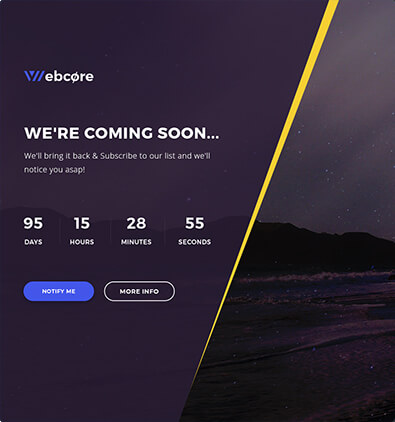 Webcøre
WE'RE COMING SOON...
We'll bring it back & Subscribe to our list and we'll
notice you asap!
95 15 28 55
DAYS HOURS MINUTES SECONDS
NOTIFY ME MORE INFO